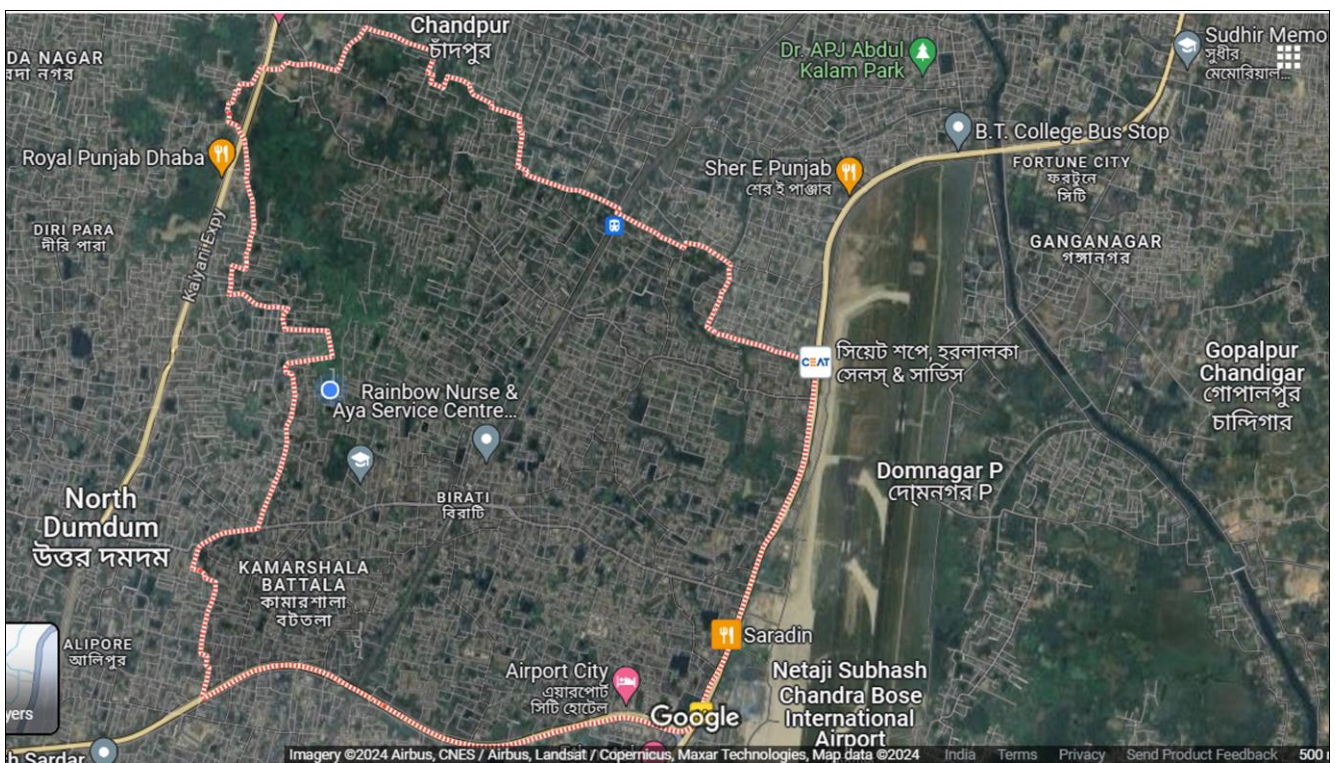 Chandpur
চাঁদপুর
DA NAGAR
রদা নগর
Dr. APJ Abdul
Kalam Park
Sudhir Memo
সুধীর
মেমোরিয়াল...
Royal Punjab Dhaba
B.T. College Bus Stop
Sher E Punjab
শের ই পাঞ্জাব
FORTUNE CITY
ফরটুনে
সিটি
DIRI PARA
দীরি পারা
Kalyani Expy
GANGANAGAR
গঙ্গানগর
CEAT
সিয়েট শপে, হরলালকা
সেলস্ & সার্ভিস
Gopalpur
Chandigar
গোপালপুর
চান্দিগার
Rainbow Nurse &
Aya Service Centre...
Domnagar P
দোমনগর P
North
Dumdum
উত্তর দমদম
BIRATI
বিরাটি
KAMARSHALA
BATTALA
কামারশালা
বটতলা
ALIPORE
আলিপুর
Saradin
Airport City
এয়ারপোর্ট
সিটি হোটেল
Netaji Subhash
Chandra Bose
International
Airport
yers
Google
h Sardar
Imagery ©2024 Airbus, CNES / Airbus, Landsat / Copernicus, Maxar Technologies, Map data ©2024 India Terms Privacy Send Product Feedback 500